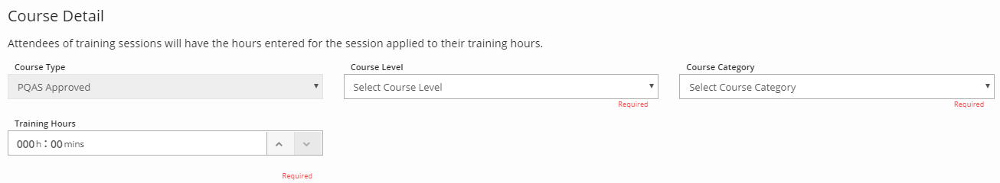 Course Detail
Attendees of training sessions will have the hours entered for the session applied to their training hours.
Course Type
Course Level
Course Category
PQAS Approved
Select Course Level
Select Course Category
Required
Required
Training Hours
000 h : 00 mins
Required